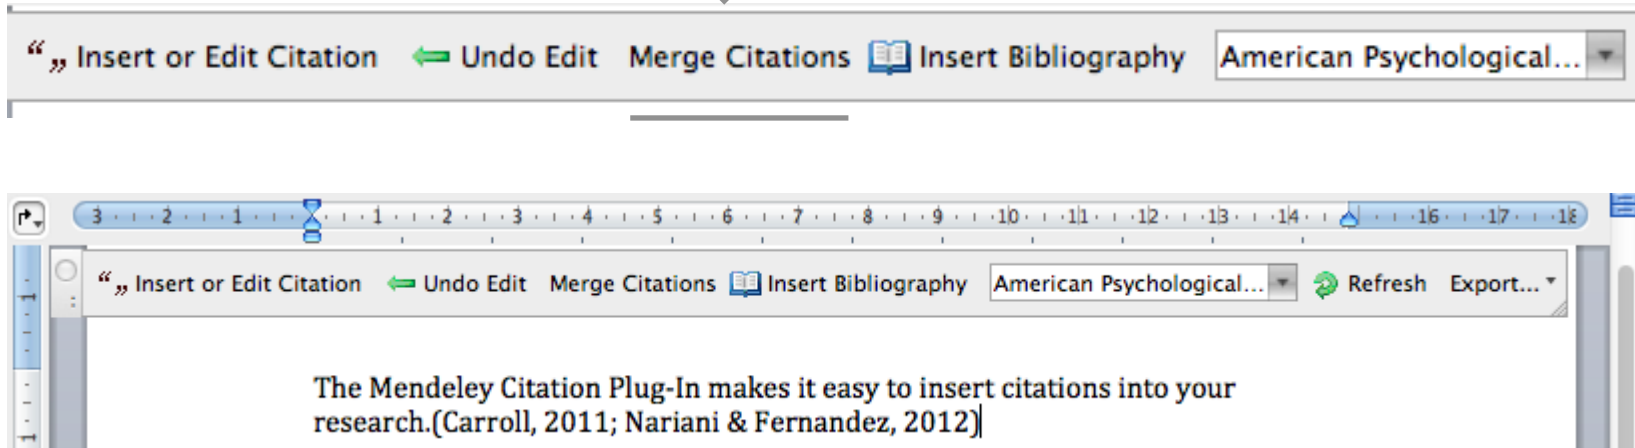 “ „ Insert or Edit Citation Undo Edit Merge Citations Insert Bibliography American Psychological...
3 2 1 1 2 3 4 5 6 7 8 9 10 11 12 13 14 16 17 18
“ „ Insert or Edit Citation Undo Edit Merge Citations Insert Bibliography American Psychological... Refresh Export...
1
1
The Mendeley Citation Plug-In makes it easy to insert citations into your
research.(Carroll, 2011; Nariani & Fernandez, 2012)